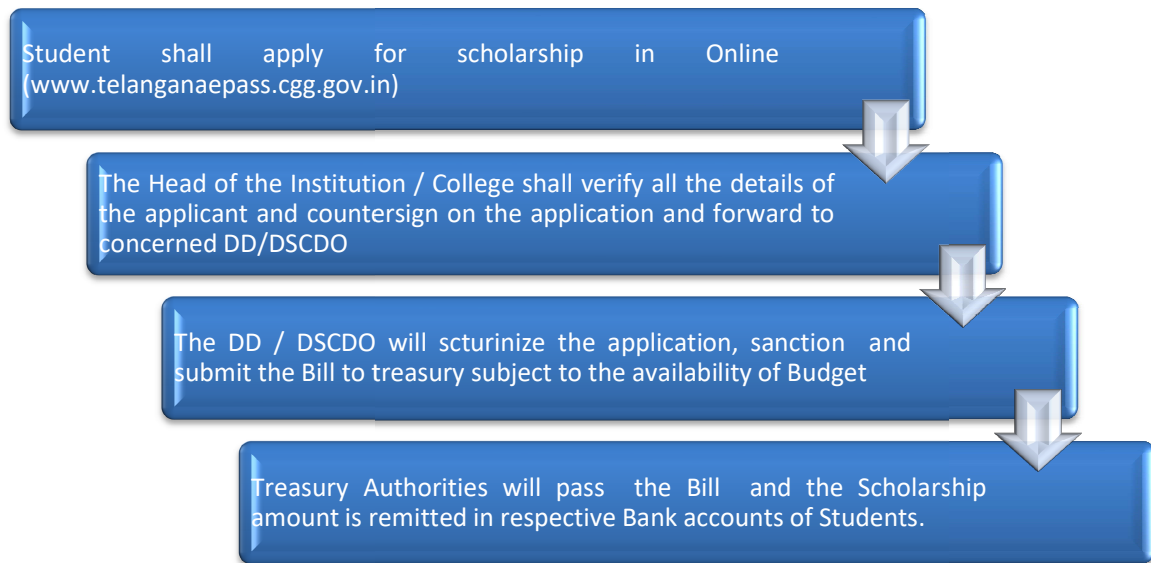 Student shall apply for scholarship in Online
(www.telanganaepass.cgg.gov.in)
The Head of the Institution / College shall verify all the details of
the applicant and countersign on the application and forward to
concerned DD/DSCDO
The DD / DSCDO will scturinize the application, sanction and
submit the Bill to treasury subject to the availability of Budget
Treasury Authorities will pass the Bill and the Scholarship
amount is remitted in respective Bank accounts of Students.